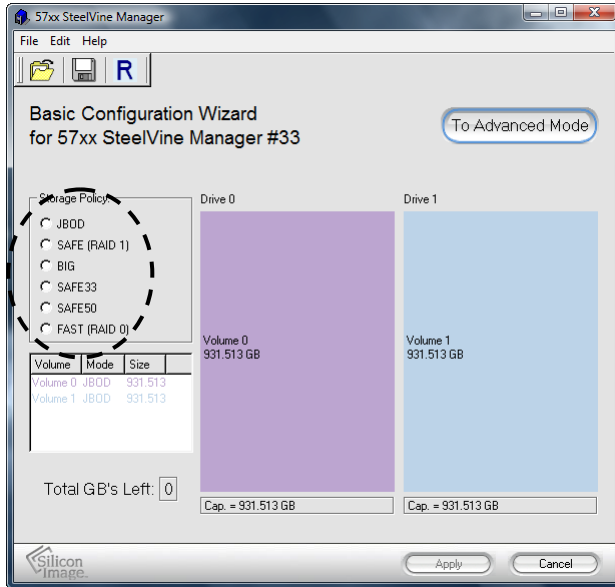 57xx SteelVine Manager
File Edit Help
R
Basic Configuration Wizard
for 57xx SteelVine Manager #33
To Advanced Mode
Storage Policy:
JBOD
SAFE (RAID 1)
BIG
SAFE33
SAFE50
FAST (RAID 0)
Drive 0
Drive 1
Volume 0
931.513 GB
Volume 1
931.513 GB
Volume Mode Size
Volume 0 JBOD 931.513
Volume 1 JBOD 931.513
Total GB's Left: 0
Cap. = 931.513 GB
Cap. = 931.513 GB
Silicon
Image.
Apply
Cancel